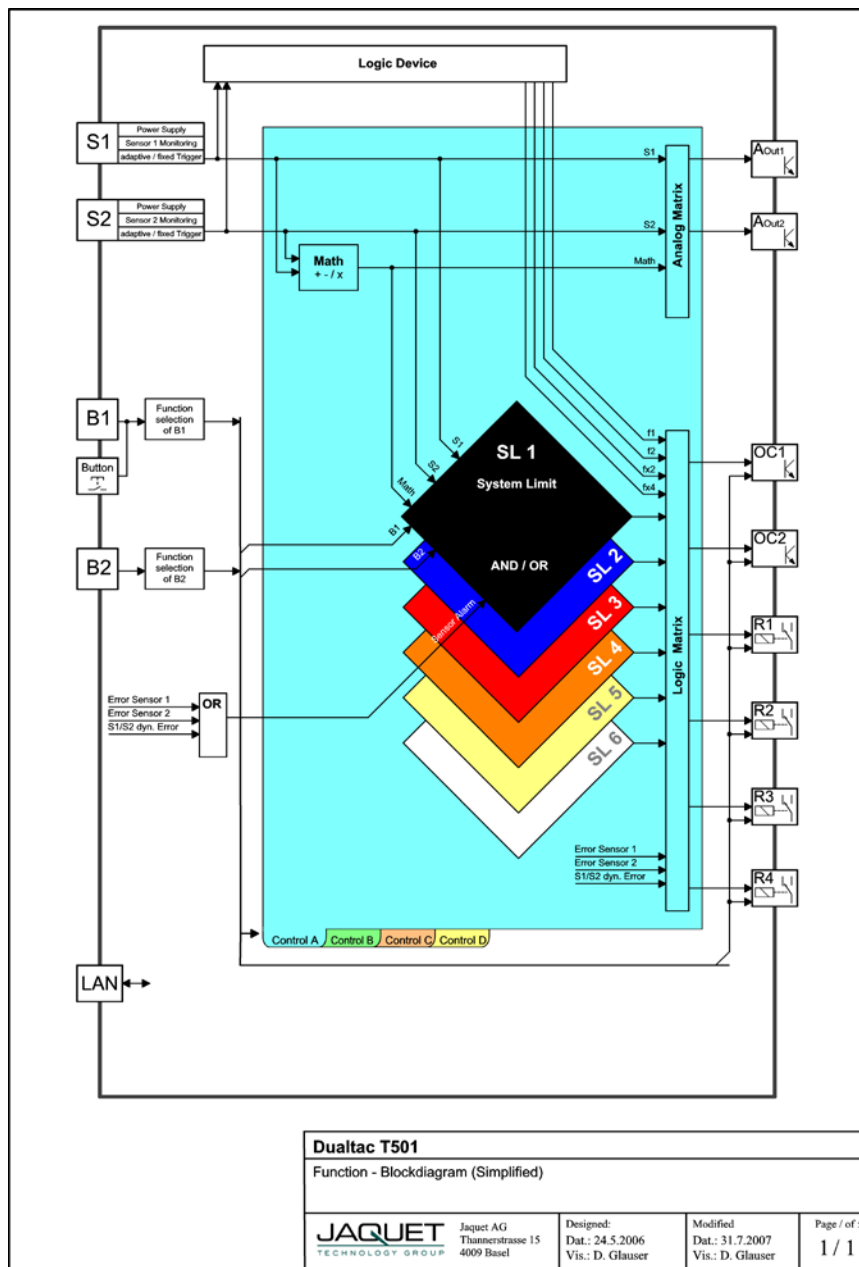 Logic Device
S1
Power Supply
Sensor 1 Monitoring
adaptive / fixed Trigger
S1
AOut1
S2
Power Supply
Sensor 2 Monitoring
adaptive / fixed Trigger
S2
AOut2
Math
+ - / x
Math
Analog Matrix
B1
Function
selection
of B1
Button
B2
Function
selection
of B2
S1
S2
Math
B1
B2
Sensor Alarm
SL 1
System Limit
AND / OR
SL 2
SL 3
SL 4
SL 5
SL 6
f1
f2
fx2
fx4
Logic Matrix
OC1
OC2
R1
R2
R3
R4
Error Sensor 1
Error Sensor 2
S1/S2 dyn. Error
OR
Error Sensor 1
Error Sensor 2
S1/S2 dyn. Error
Control A
Control B
Control C
Control D
LAN
Dualtac T501
Function - Blockdiagram (Simplified)
JAQUET
TECHNOLOGY GROUP
Jaquet AG
Thannerstrasse 15
4009 Basel
Designed:
Dat.: 24.5.2006
Vis.: D. Glauser
Modified
Dat.: 31.7.2007
Vis.: D. Glauser
Page / of :
1 / 1